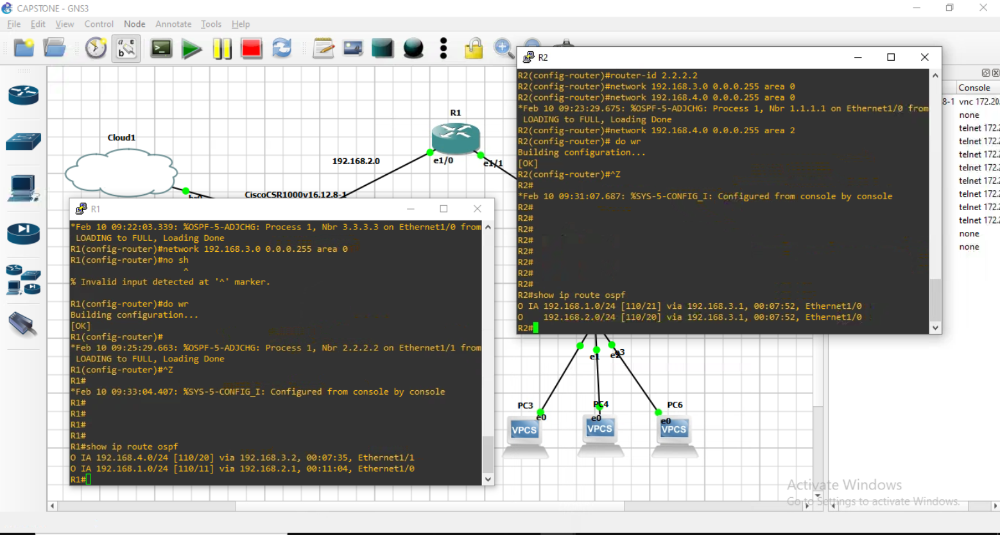 CAPSTONE - GNS3
File Edit View Control Node Annotate Tools Help
R1
Cloud1
192.168.2.0
e1/0
e1/1
CiscoCSR1000v16.12.8-1
R2
R2(config-router)#router-id 2.2.2.2
R2(config-router)#network 192.168.3.0 0.0.0.255 area 0
R2(config-router)#network 192.168.4.0 0.0.0.255 area 0
*Feb 10 09:23:29.675: %OSPF-5-ADJCHG: Process 1, Nbr 1.1.1.1 on Ethernet1/0 from
LOADING to FULL, Loading Done
R2(config-router)#network 192.168.4.0 0.0.0.255 area 2
R2(config-router)# do wr
Building configuration...
[OK]
R2(config-router)#^Z
R2#
*Feb 10 09:31:07.687: %SYS-5-CONFIG_I: Configured from console by console
R2#
R2#
R2#
R2#
R2#
R2#
R2#
R2#
R2#show ip route ospf
O IA 192.168.1.0/24 [110/21] via 192.168.3.1, 00:07:52, Ethernet1/0
O    192.168.2.0/24 [110/20] via 192.168.3.1, 00:07:52, Ethernet1/0
R2#
Console
8-1 vnc 172.20
none
telnet 172.2
telnet 172.2
telnet 172.2
telnet 172.2
telnet 172.2
telnet 172.2
telnet 172.2
telnet 172.2
none
none
R1
*Feb 10 09:22:03.339: %OSPF-5-ADJCHG: Process 1, Nbr 3.3.3.3 on Ethernet1/0 from
LOADING to FULL, Loading Done
R1(config-router)#network 192.168.3.0 0.0.0.255 area 0
R1(config-router)#no sh
^
% Invalid input detected at '^' marker.
R1(config-router)#do wr
Building configuration...
[OK]
R1(config-router)#
*Feb 10 09:25:29.663: %OSPF-5-ADJCHG: Process 1, Nbr 2.2.2.2 on Ethernet1/1 from
LOADING to FULL, Loading Done
R1(config-router)#^Z
R1#
*Feb 10 09:33:04.407: %SYS-5-CONFIG_I: Configured from console by console
R1#
R1#
R1#
R1#
R1#show ip route ospf
O IA 192.168.4.0/24 [110/20] via 192.168.3.2, 00:07:35, Ethernet1/1
O IA 192.168.1.0/24 [110/11] via 192.168.2.1, 00:11:04, Ethernet1/0
R1#
e1
e2
e3
PC3
e0
VPCS
PC4
e0
VPCS
PC6
e0
VPCS
Activate Windows
Go to Settings to activate Windows.